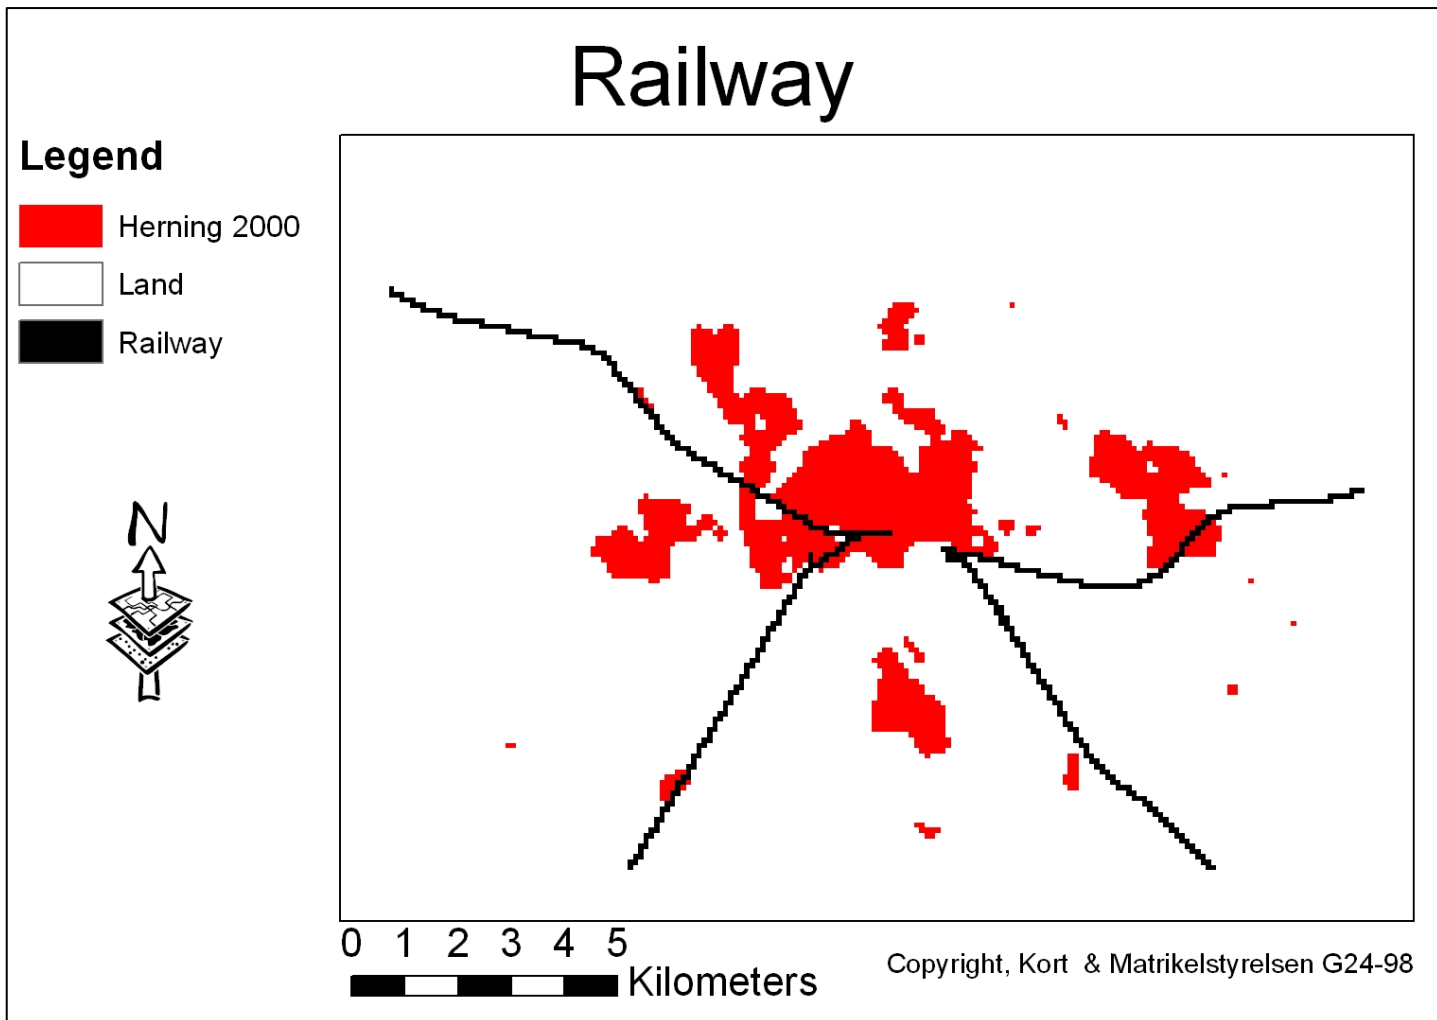 Railway
Legend
Herning 2000
Land
Railway
N
0 1 2 3 4 5
Kilometers
Copyright, Kort & Matrikelstyrelsen G24-98